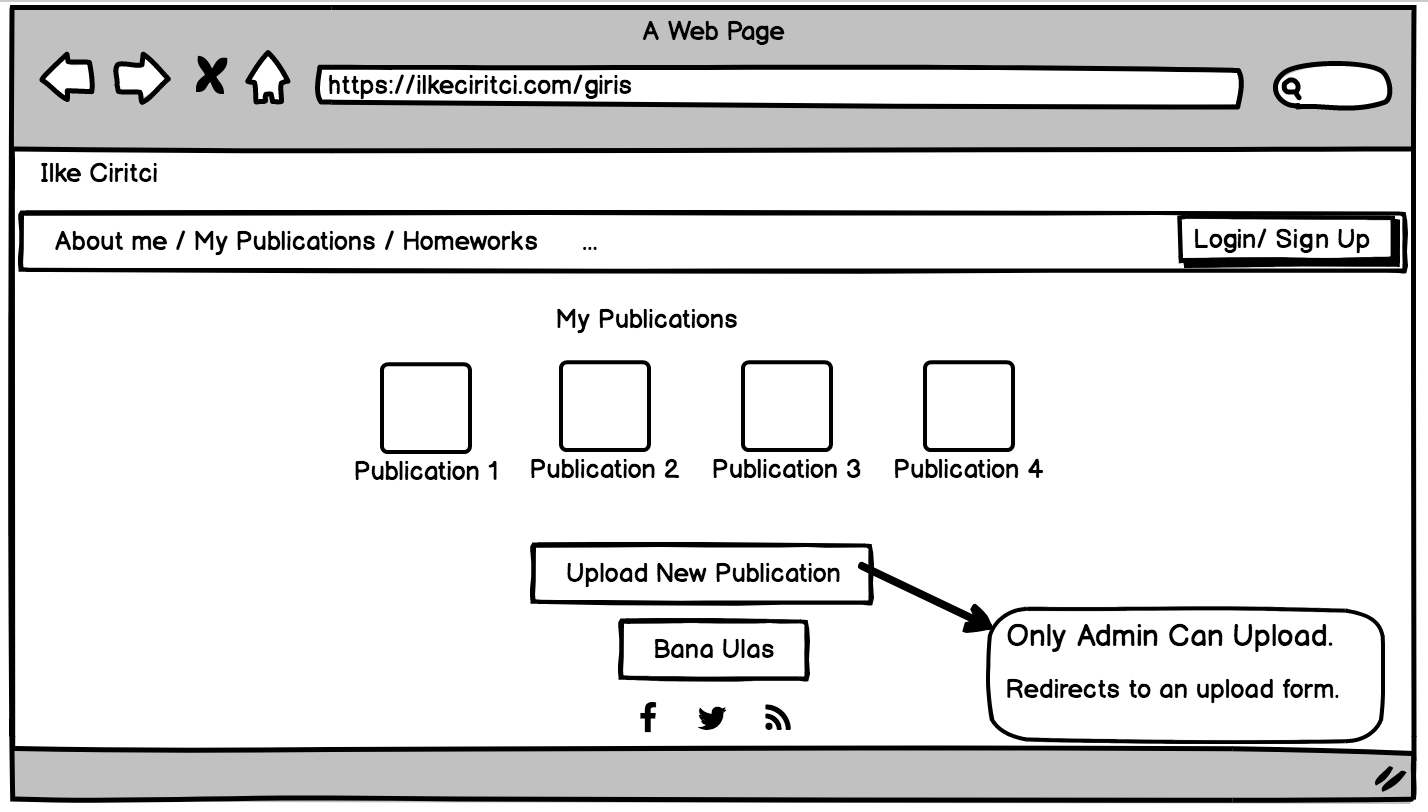 A Web Page
https://ilkeciritci.com/giris
Ilke Ciritci
About me / My Publications / Homeworks ...
Login/ Sign Up
My Publications
Publication 1
Publication 2
Publication 3
Publication 4
Upload New Publication
Only Admin Can Upload.
Redirects to an upload form.
Bana Ulas